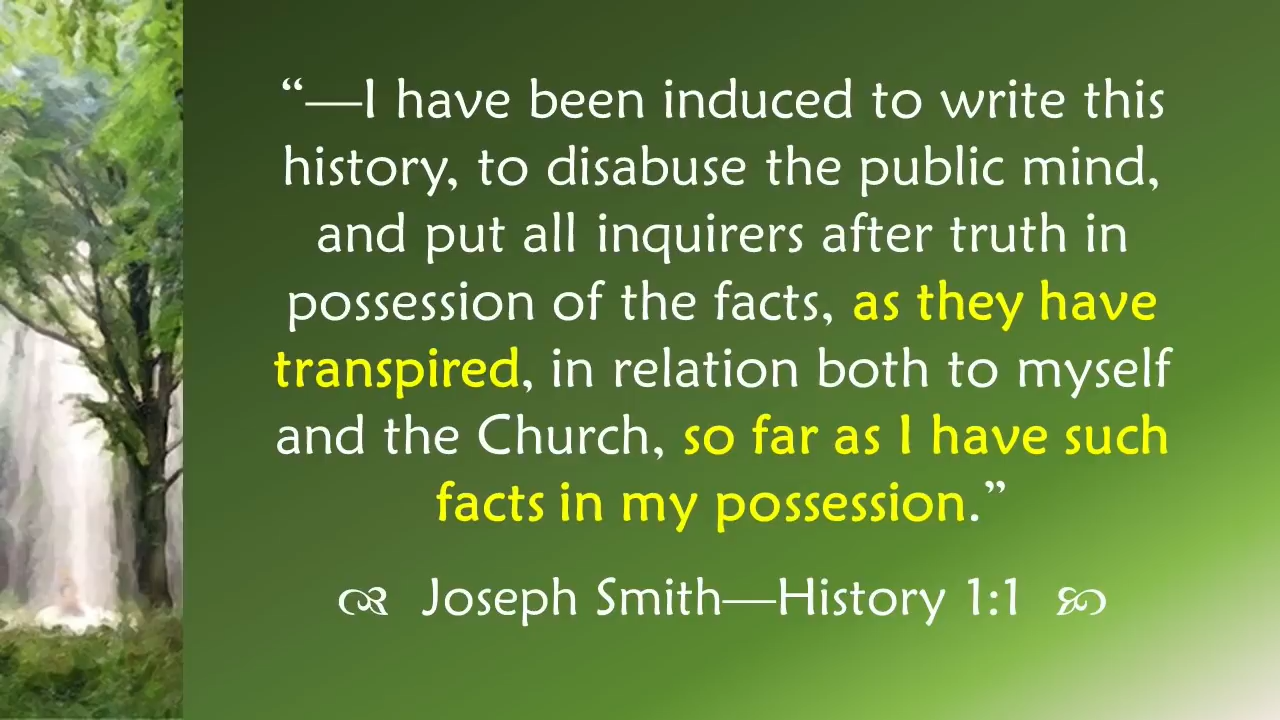 “—I have been induced to write this
history, to disabuse the public mind,
and put all inquirers after truth in
possession of the facts, as they have
transpired, in relation both to myself
and the Church, so far as I have such
facts in my possession.”
Joseph Smith—History 1:1